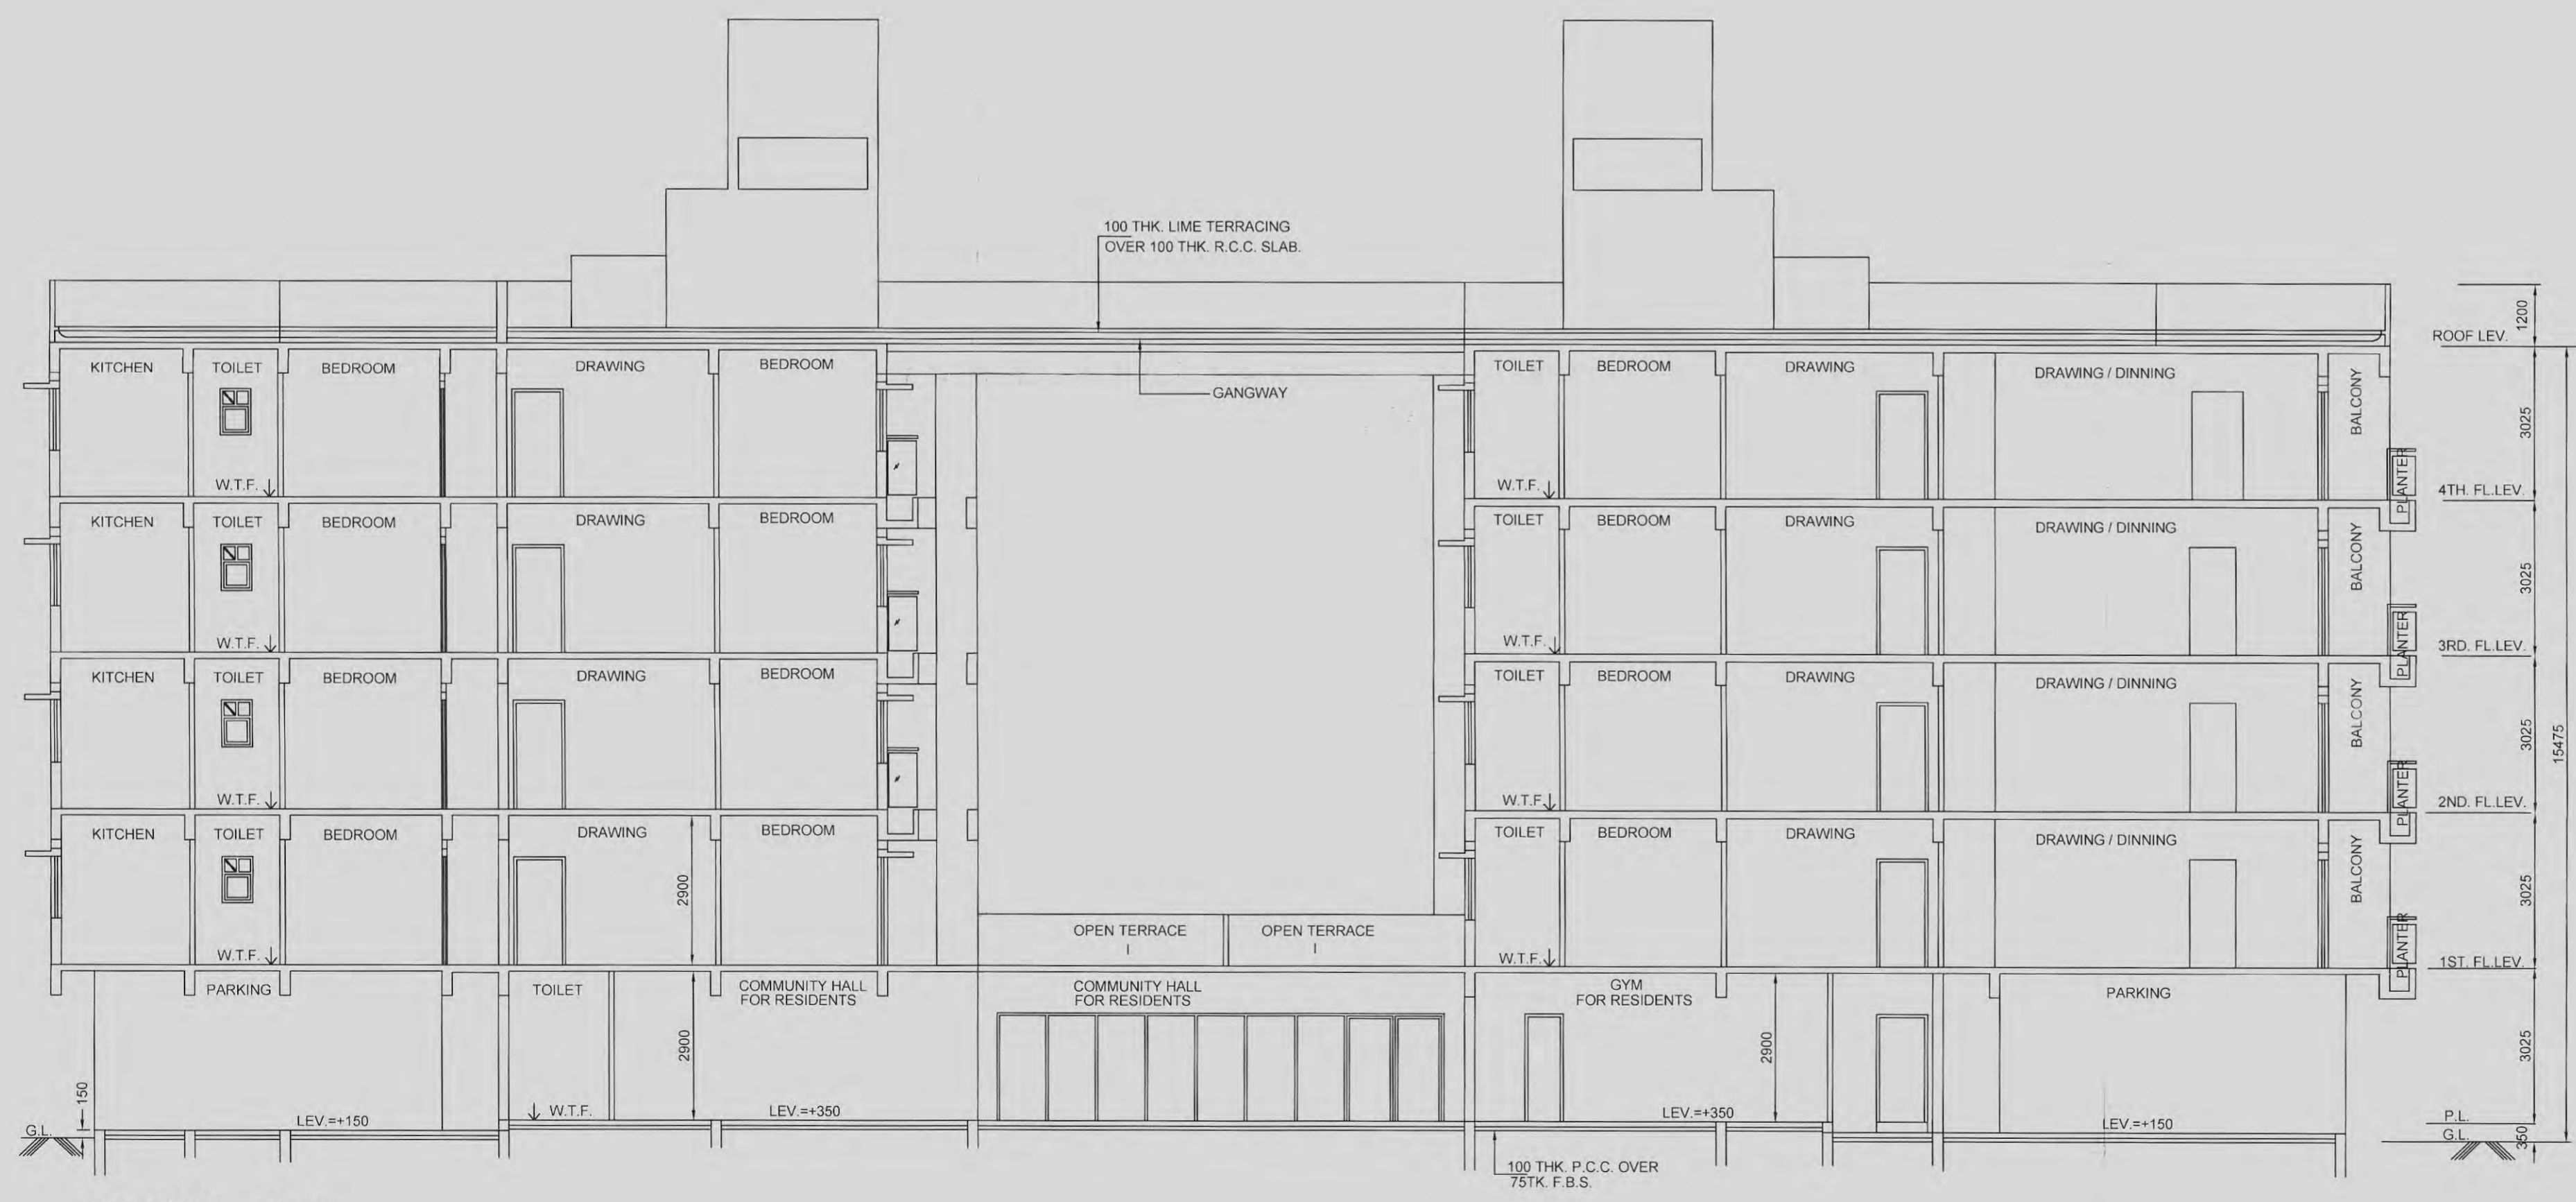 100 THK. LIME TERRACING
OVER 100 THK. R.C.C. SLAB.
1200
ROOF LEV.
GANGWAY
KITCHEN TOILET BEDROOM DRAWING BEDROOM TOILET BEDROOM DRAWING DRAWING / DINNING BALCONY
3025
W.T.F. W.T.F. PLANTER 4TH. FL.LEV.
KITCHEN TOILET BEDROOM DRAWING BEDROOM TOILET BEDROOM DRAWING DRAWING / DINNING BALCONY
3025
W.T.F. W.T.F. PLANTER 3RD. FL.LEV.
KITCHEN TOILET BEDROOM DRAWING BEDROOM TOILET BEDROOM DRAWING DRAWING / DINNING BALCONY
3025 15475
W.T.F. W.T.F. PLANTER 2ND. FL.LEV.
KITCHEN TOILET BEDROOM DRAWING BEDROOM TOILET BEDROOM DRAWING DRAWING / DINNING BALCONY
2900 3025
OPEN TERRACE OPEN TERRACE
W.T.F. W.T.F. PLANTER 1ST. FL.LEV.
PARKING TOILET COMMUNITY HALL
FOR RESIDENTS
COMMUNITY HALL
FOR RESIDENTS
GYM
FOR RESIDENTS
PARKING
2900 2900 3025
150 LEV.=+150 W.T.F. LEV.=+350 LEV.=+350 LEV.=+150 P.L.
G.L. G.L. 350
100 THK. P.C.C. OVER
75TK. F.B.S.